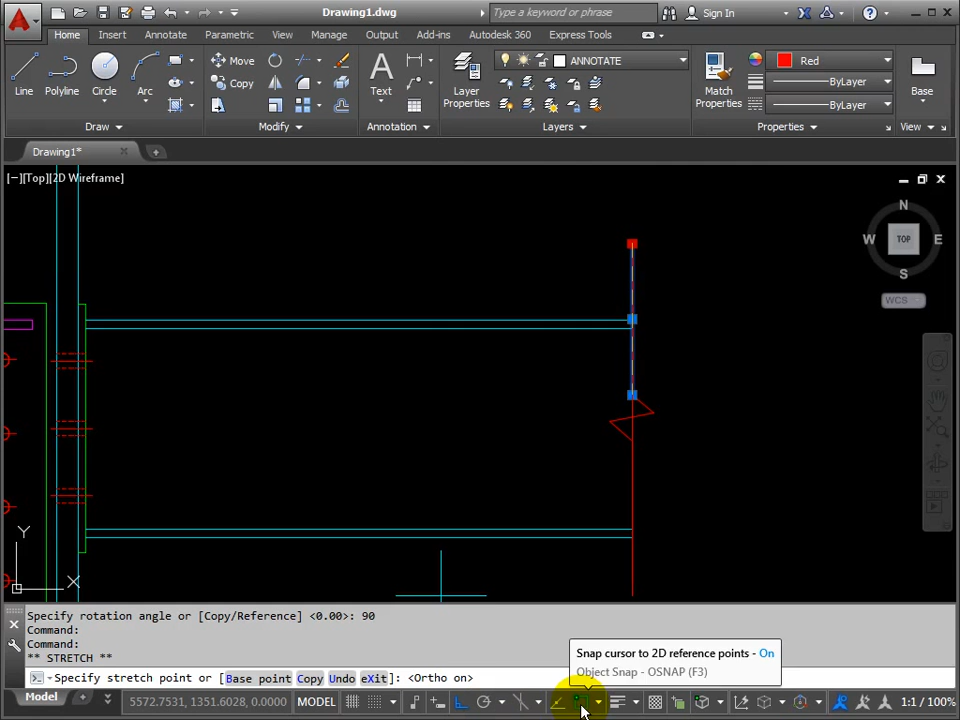 Drawing1.dwg
Type a keyword or phrase
Sign In
Home Insert Annotate Parametric View Manage Output Add-ins Autodesk 360 Express Tools
Line
Polyline
Circle
Arc
Move
Copy
Text
Layer
Properties
ANNOTATE
Match
Properties
Red
ByLayer
ByLayer
Base
Draw
Modify
Annotation
Layers
Properties
View
Drawing1*
[−][Top][2D Wireframe]
N
W
TOP
E
S
WCS
Y
X
Specify rotation angle or [Copy/Reference] <0.00>: 90
Command:
Command:
** STRETCH **
Specify stretch point or [Base point Copy Undo eXit]: <Ortho on>
Snap cursor to 2D reference points - On
Object Snap - OSNAP (F3)
Model
5572.7531, 1351.6028, 0.0000
MODEL
1:1 / 100%